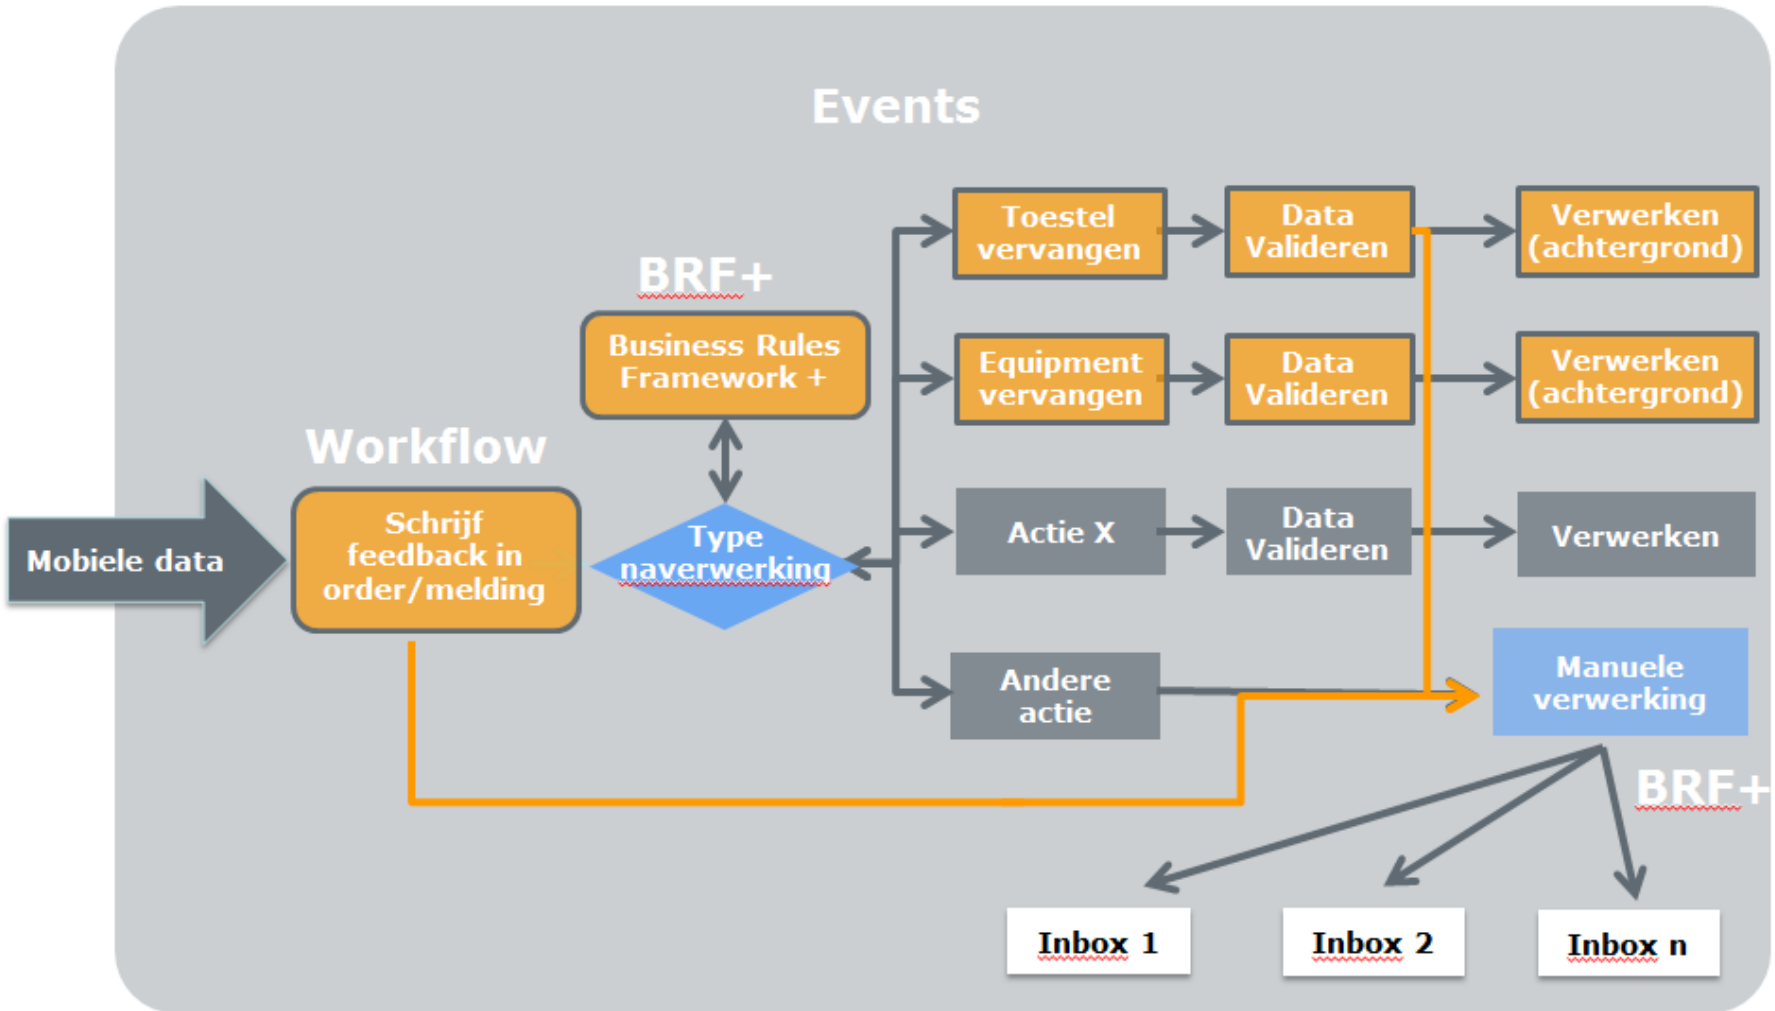 Events
BRF+
Business Rules
Framework +
Workflow
Mobiele data
Schrijf
feedback in
order/melding
Type
naverwerking
Toestel
vervangen
Data
Valideren
Verwerken
(achtergrond)
Equipment
vervangen
Data
Valideren
Verwerken
(achtergrond)
Actie X
Data
Valideren
Verwerken
Andere
actie
Manuele
verwerking
BRF+
Inbox 1
Inbox 2
Inbox n